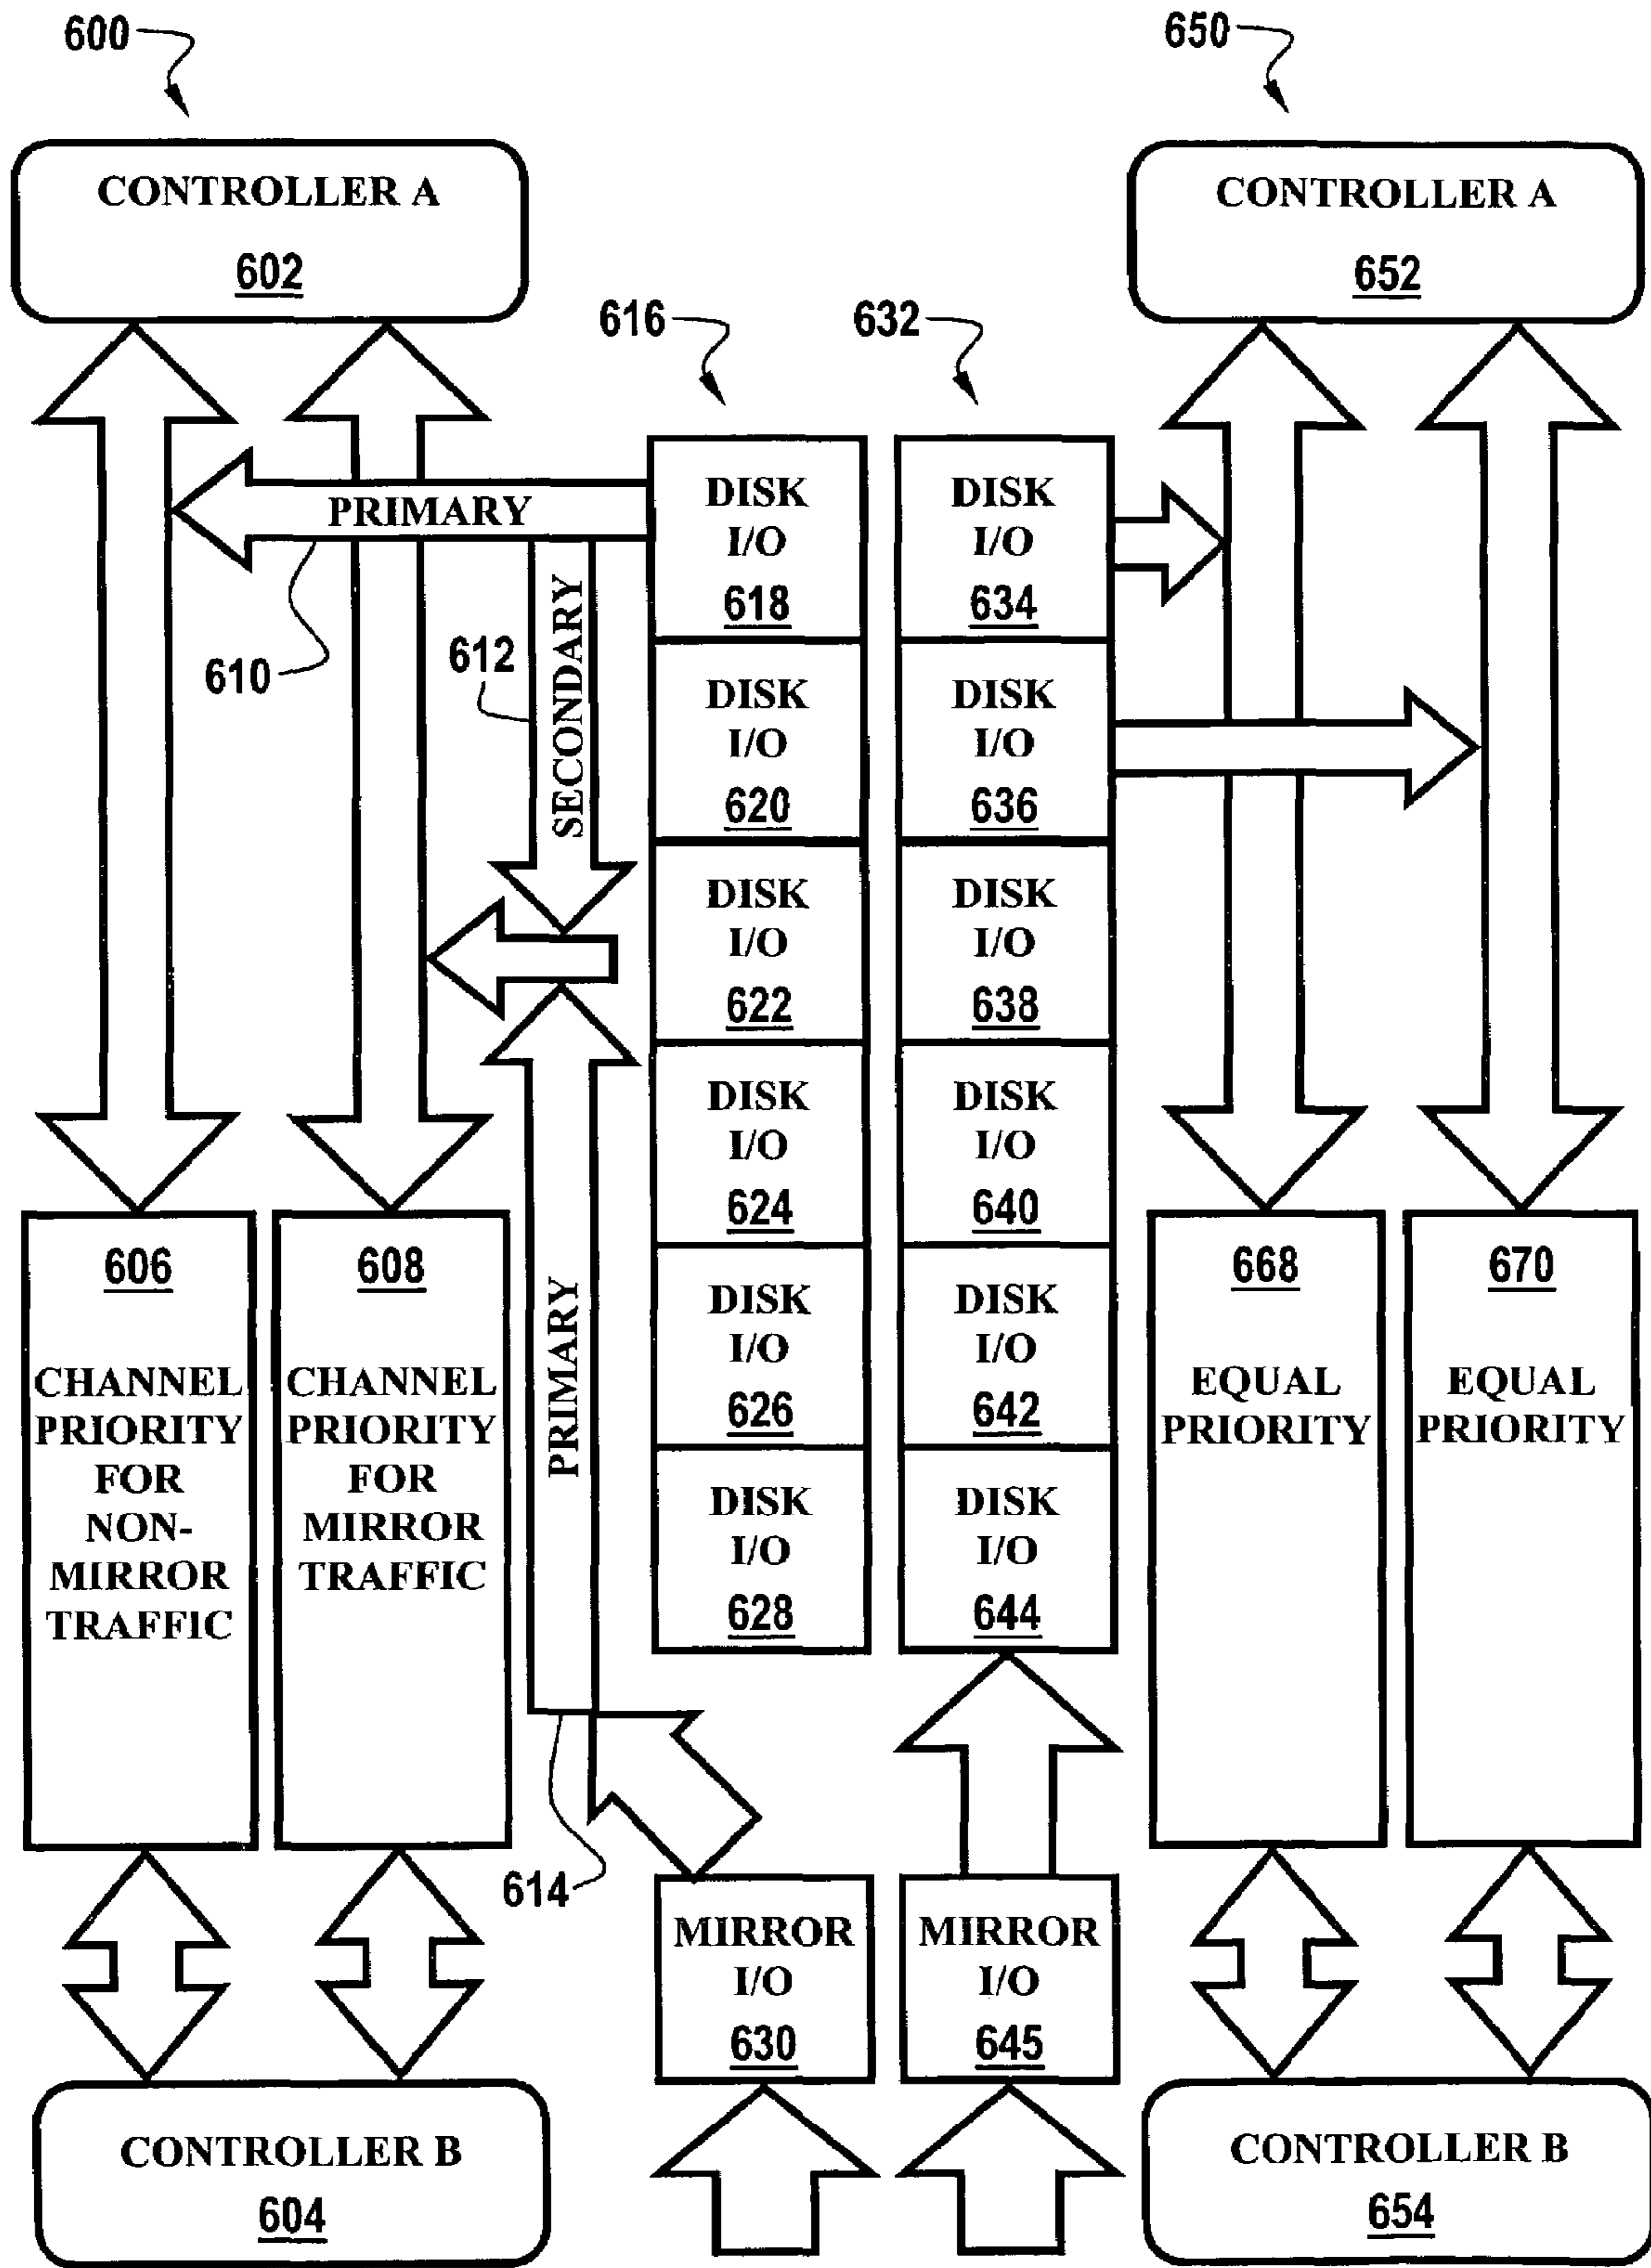 600
650
CONTROLLER A
602
CONTROLLER A
652
616
632
PRIMARY
610
612
SECONDARY
DISK
I/O
618
DISK
I/O
620
DISK
I/O
622
DISK
I/O
624
DISK
I/O
626
DISK
I/O
628
DISK
I/O
634
DISK
I/O
636
DISK
I/O
638
DISK
I/O
640
DISK
I/O
642
DISK
I/O
644
606
CHANNEL
PRIORITY
FOR
NON-
MIRROR
TRAFFIC
608
CHANNEL
PRIORITY
FOR
MIRROR
TRAFFIC
PRIMARY
614
668
EQUAL
PRIORITY
670
EQUAL
PRIORITY
MIRROR
I/O
630
MIRROR
I/O
645
CONTROLLER B
604
CONTROLLER B
654